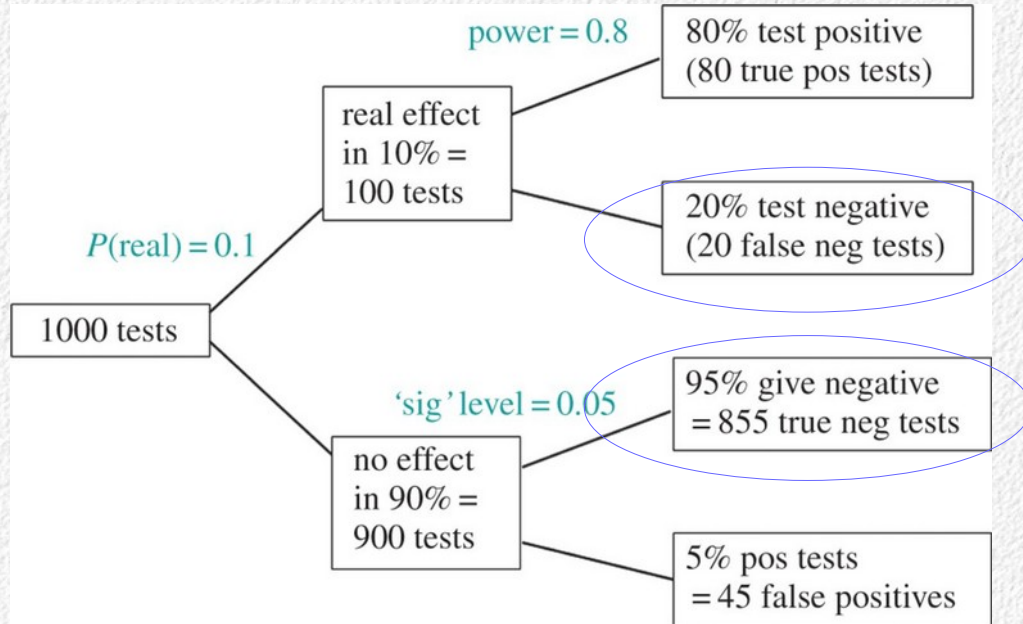 power = 0.8
80% test positive
(80 true pos tests)
real effect
in 10% =
100 tests
20% test negative
(20 false neg tests)
P(real) = 0.1
1000 tests
95% give negative
= 855 true neg tests
‘sig’ level = 0.05
no effect
in 90% =
900 tests
5% pos tests
= 45 false positives